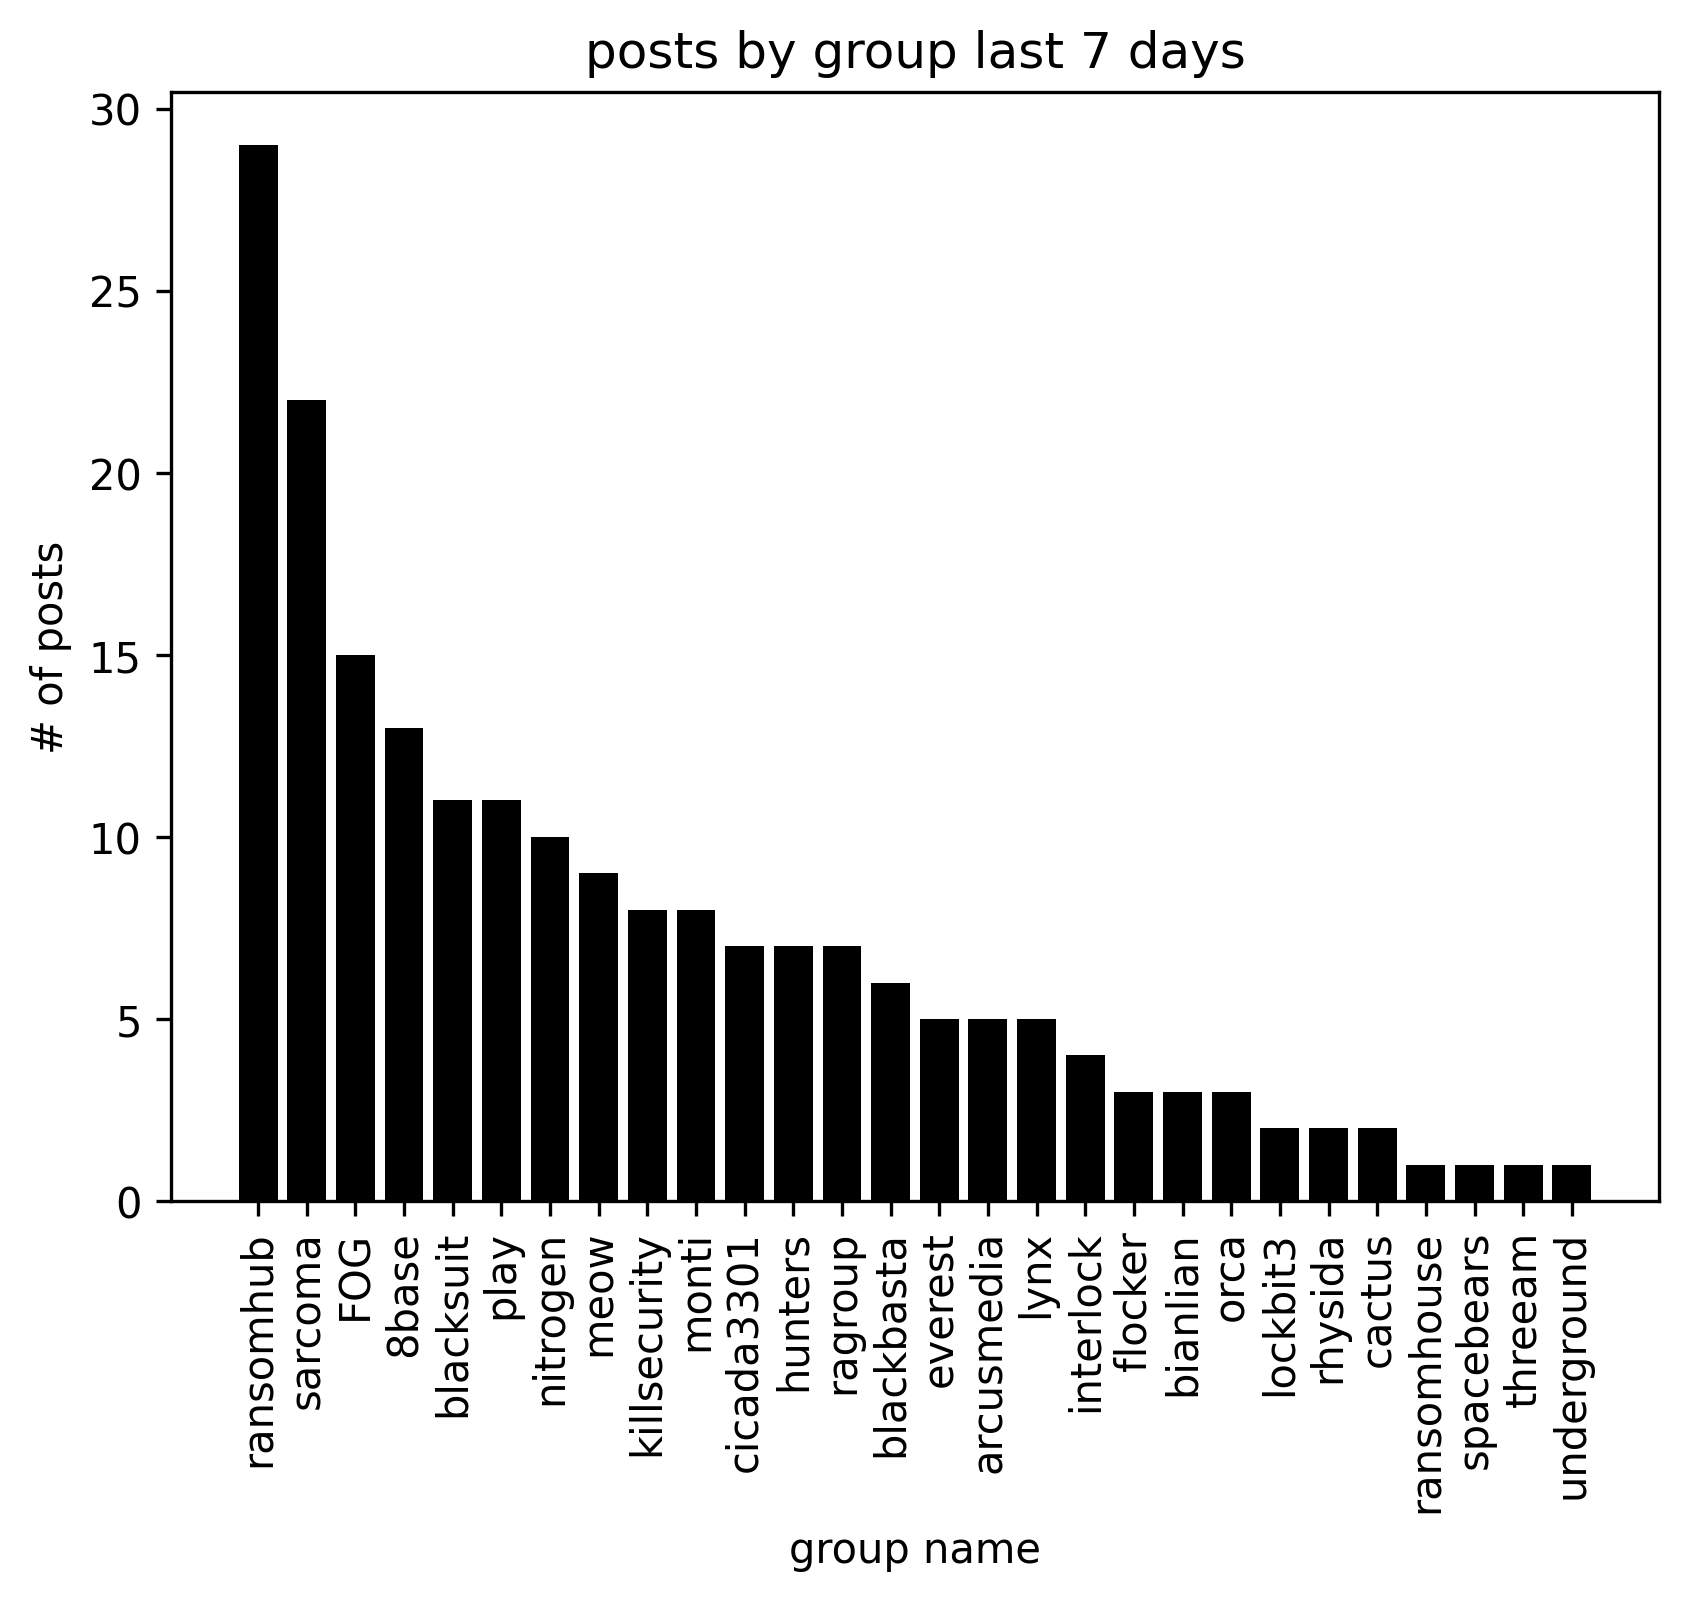 posts by group last 7 days
30
25
20
15
10
5
0
# of posts
ransomhub
sarcoma
FOG
8base
blacksuit
play
nitrogen
meow
killsecurity
monti
cicada3301
hunters
ragroup
blackbasta
everest
arcusmedia
lynx
interlock
flocker
bianlian
orca
lockbit3
rhysida
cactus
ransomhouse
spacebears
threeam
underground
group name